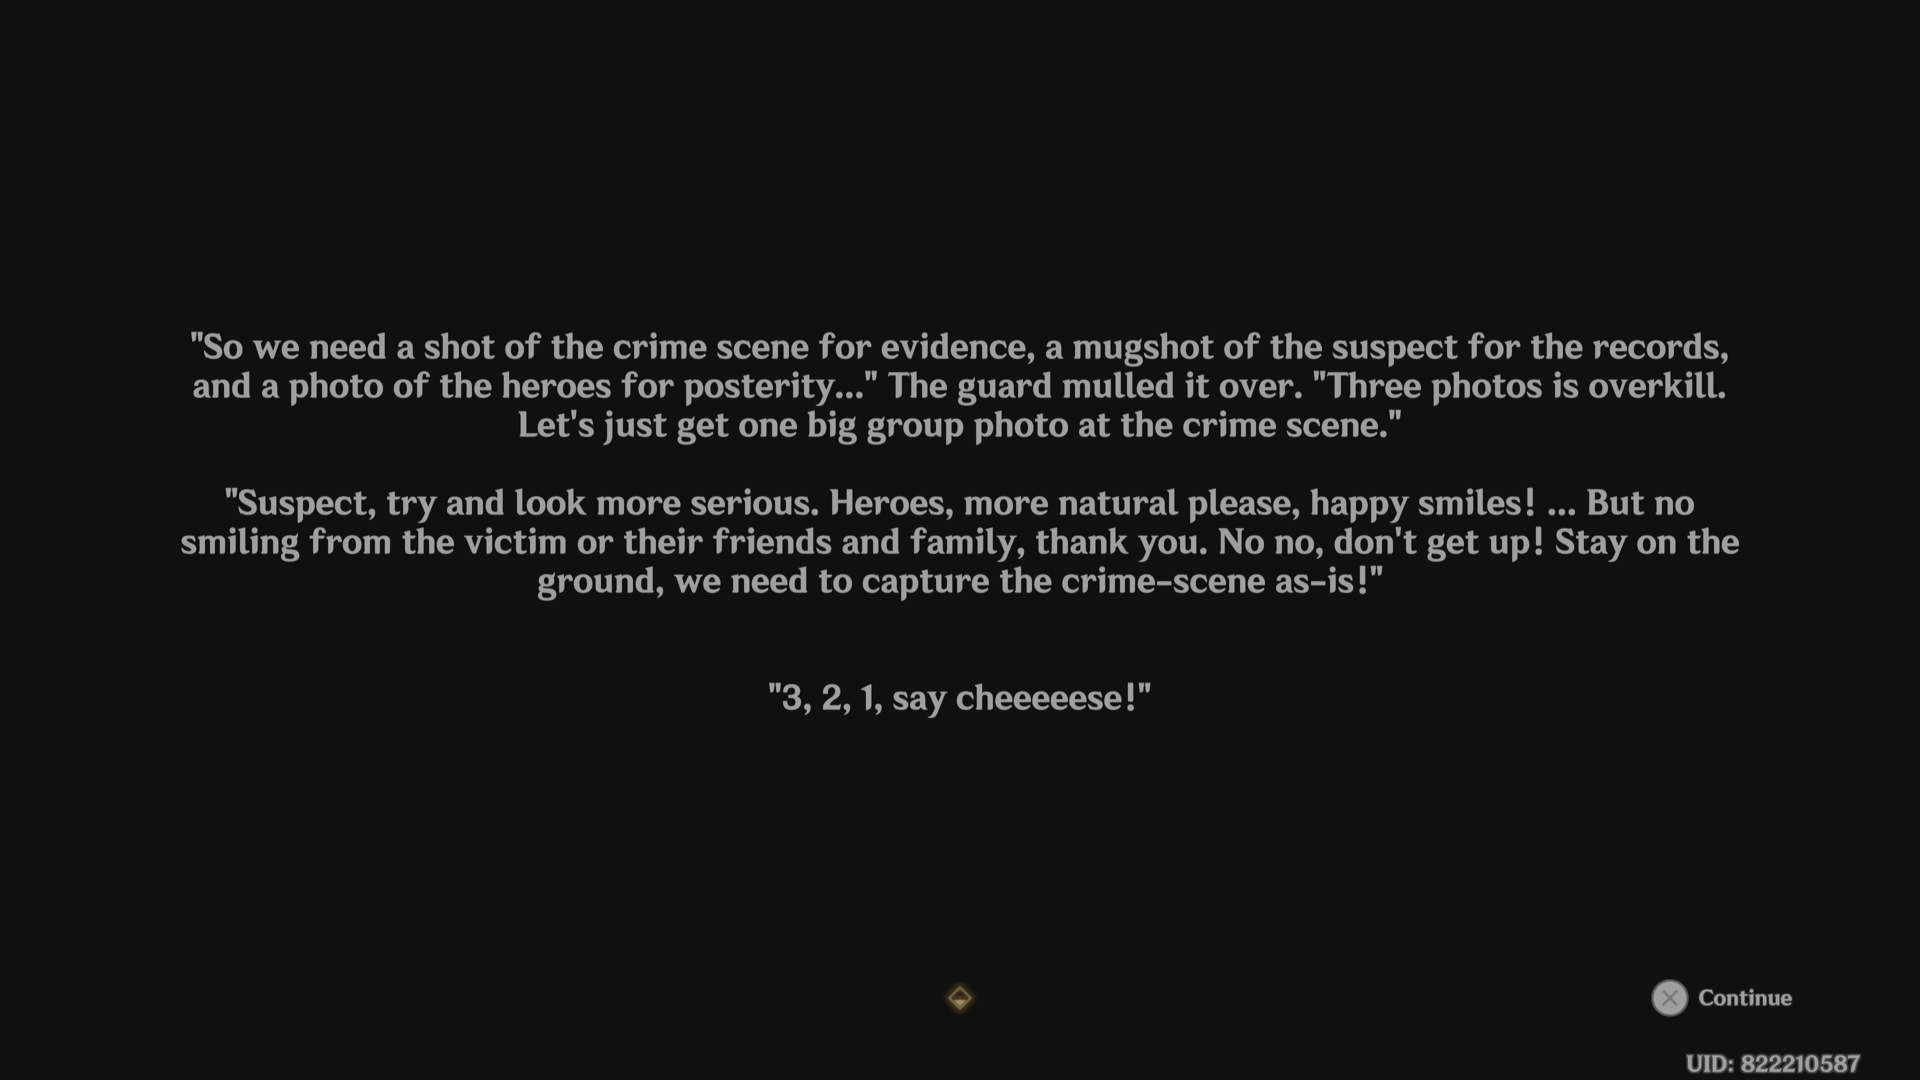 "So we need a shot of the crime scene for evidence, a mugshot of the suspect for the records,
and a photo of the heroes for posterity..." The guard mulled it over. "Three photos is overkill.
Let's just get one big group photo at the crime scene."
"Suspect, try and look more serious. Heroes, more natural please, happy smiles! ... But no
smiling from the victim or their friends and family, thank you. No no, don't get up! Stay on the
ground, we need to capture the crime-scene as-is!"
"3, 2, 1, say cheeeeese!"
Continue
UID: 822210587